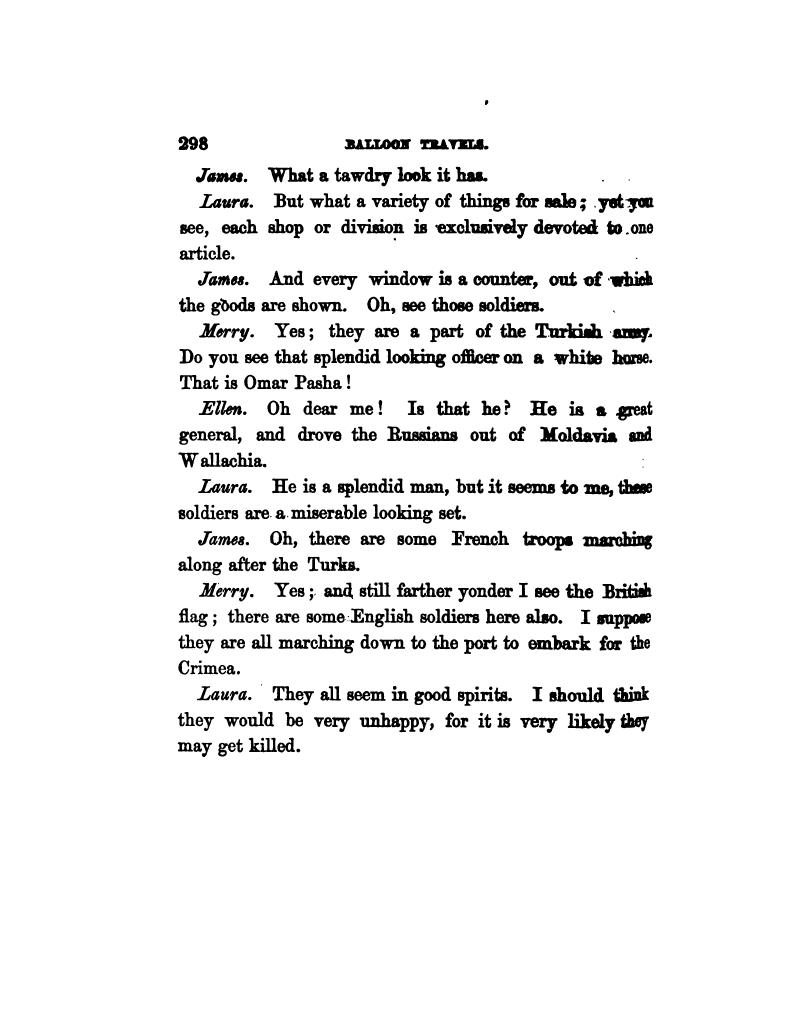 298 BALLOON TRAVELS.
James. What a tawdry look it has.
Laura. But what a variety of things for sale; yet you
see, each shop or division is exclusively devoted to one
article.
James. And every window is a counter, out of which
the goods are shown. Oh, see those soldiers.
Merry. Yes; they are a part of the Turkish army.
Do you see that splendid looking officer on a white horse.
That is Omar Pasha!
Ellen. Oh dear me! Is that he? He is a great
general, and drove the Russians out of Moldavia and
Wallachia.
Laura. He is a splendid man, but it seems to me, these
soldiers are a miserable looking set.
James. Oh, there are some French troops marching
along after the Turks.
Merry. Yes; and still farther yonder I see the British
flag; there are some English soldiers here also. I suppose
they are all marching down to the port to embark for the
Crimea.
Laura. They all seem in good spirits. I should think
they would be very unhappy, for it is very likely they
may get killed.